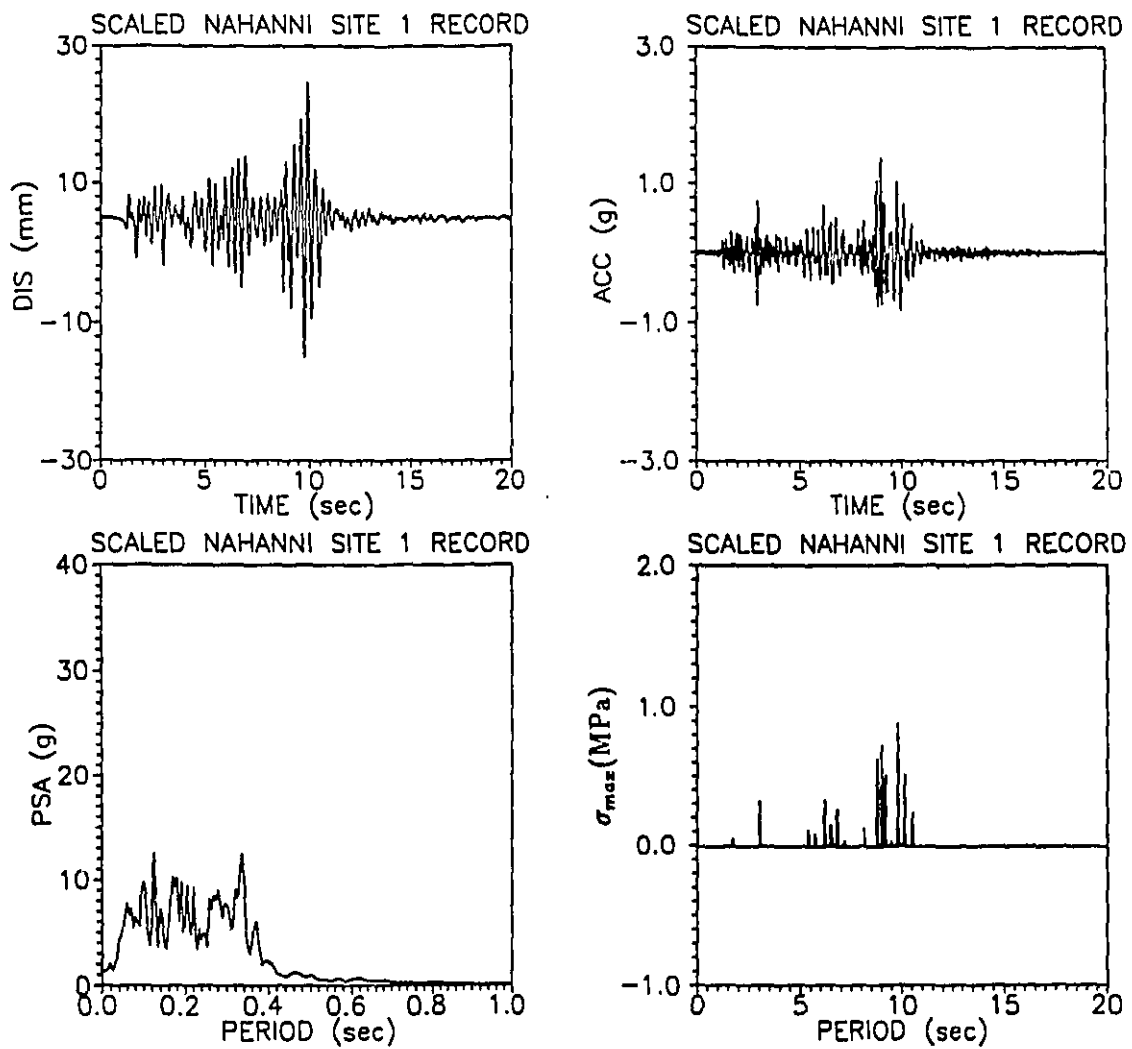 SCALED NAHANNI SITE 1 RECORD
30
10
-10
-30
DIS (mm)
0 5 10 15 20
TIME (sec)
SCALED NAHANNI SITE 1 RECORD
3.0
1.0
-1.0
-3.0
ACC (g)
0 5 10 15 20
TIME (sec)
SCALED NAHANNI SITE 1 RECORD
40
30
20
10
0
PSA (g)
0.0 0.2 0.4 0.6 0.8 1.0
PERIOD (sec)
SCALED NAHANNI SITE 1 RECORD
2.0
1.0
0.0
-1.0
σmax(MPa)
0 5 10 15 20
PERIOD (sec)